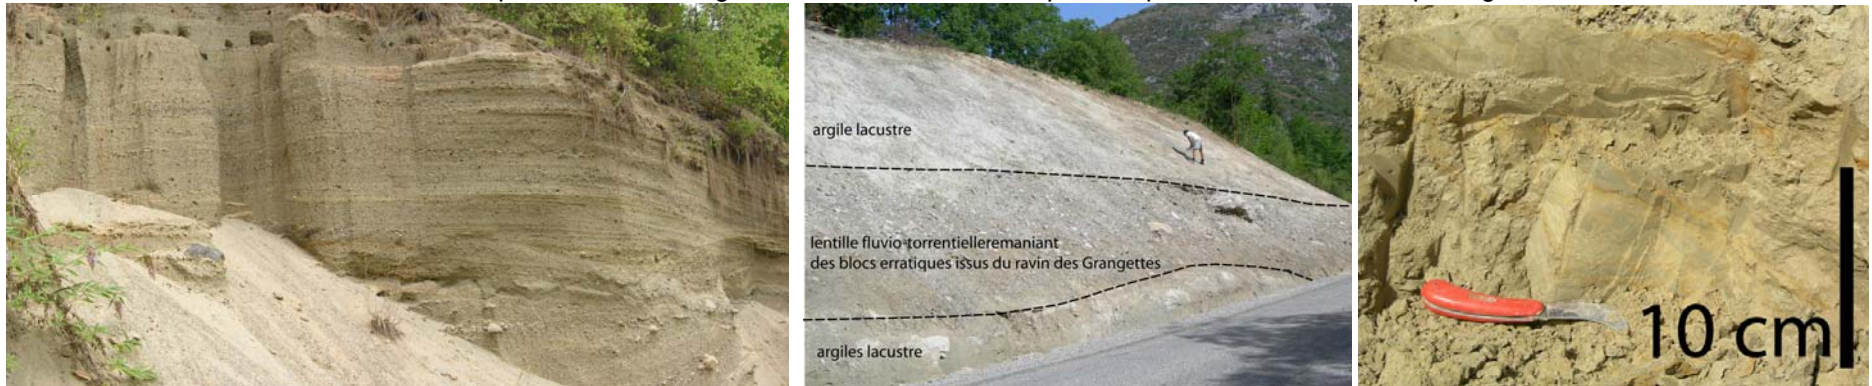 argile lacustre
lentille fluvio-torrentielleremaniant
des blocs erratiques issus du ravin des Grangettes
argiles lacustre
10 cm